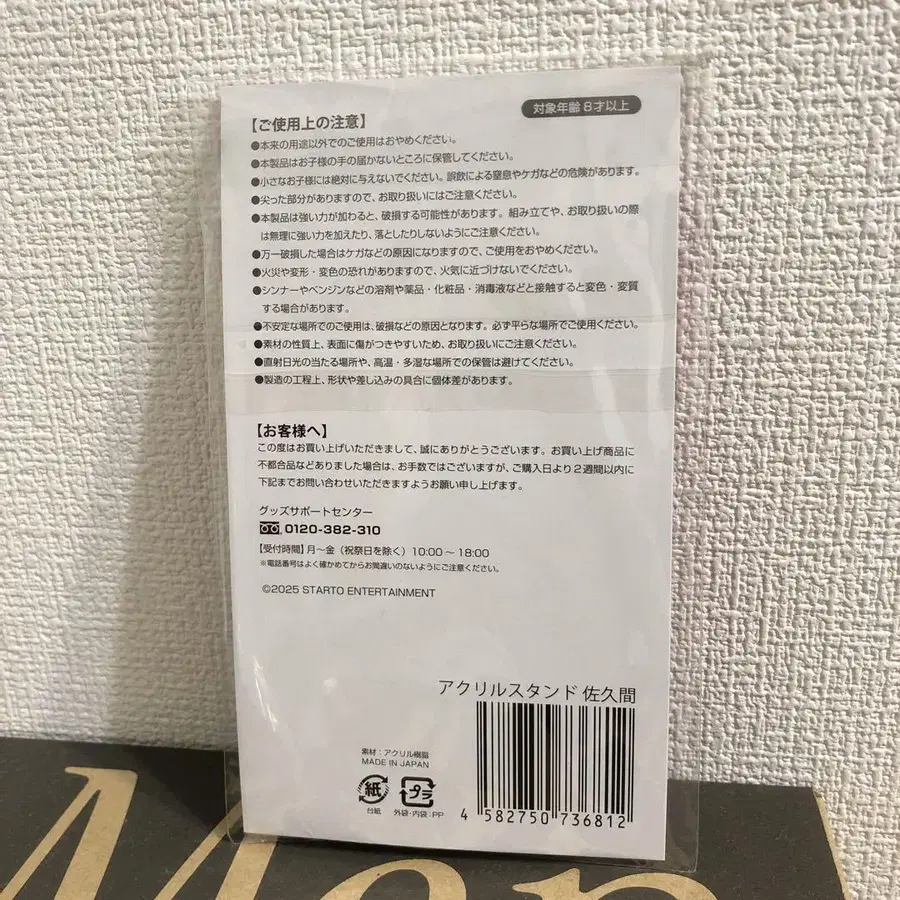 対象年齢 8才以上
【ご使用上の注意】
●本来の用途以外でのご使用はおやめください。
●本製品はお子様の手の届かないところに保管してください。
●小さなお子様には絶対に与えないでください。誤飲による窒息やケガなどの危険があります。
●尖った部分がありますので、お取り扱いにはご注意ください。
●本製品は強い力が加わると、破損する可能性があります。組み立てや、お取り扱いの際
は無理に強い力を加えたり、落としたりしないようにご注意ください。
●万一破損した場合はケガなどの原因になりますので、ご使用をおやめください。
●火災や変形・変色の恐れがありますので、火気に近づけないでください。
●シンナーやベンジンなどの溶剤や薬品・化粧品・消毒液などと接触すると変色・変質
する場合があります。
●不安定な場所でのご使用は、破損などの原因となります。必ず平らな場所でご使用ください。
●素材の性質上、表面に傷がつきやすいため、お取り扱いにご注意ください。
●直射日光の当たる場所や、高温・多湿な場所での保管は避けてください。
●製造の工程上、形状や差し込みの具合に個体差があります。
【お客様へ】
この度はお買い上げいただきまして、誠にありがとうございます。お買い上げ商品に
不都合品などありました場合は、お手数ではございますが、ご購入日より2週間以内に
下記までお問い合わせいただきますようお願い申し上げます。
グッズサポートセンター
0120-382-310
【受付時間】月〜金（祝祭日を除く）10:00〜18:00
※電話番号はよく確かめてからお間違いのないようにご注意ください。
©2025 STARTO ENTERTAINMENT
アクリルスタンド 佐久間
素材：アクリル樹脂
MADE IN JAPAN
紙
プラ
台紙
外袋・内袋：PP
4 582750 736812
Man